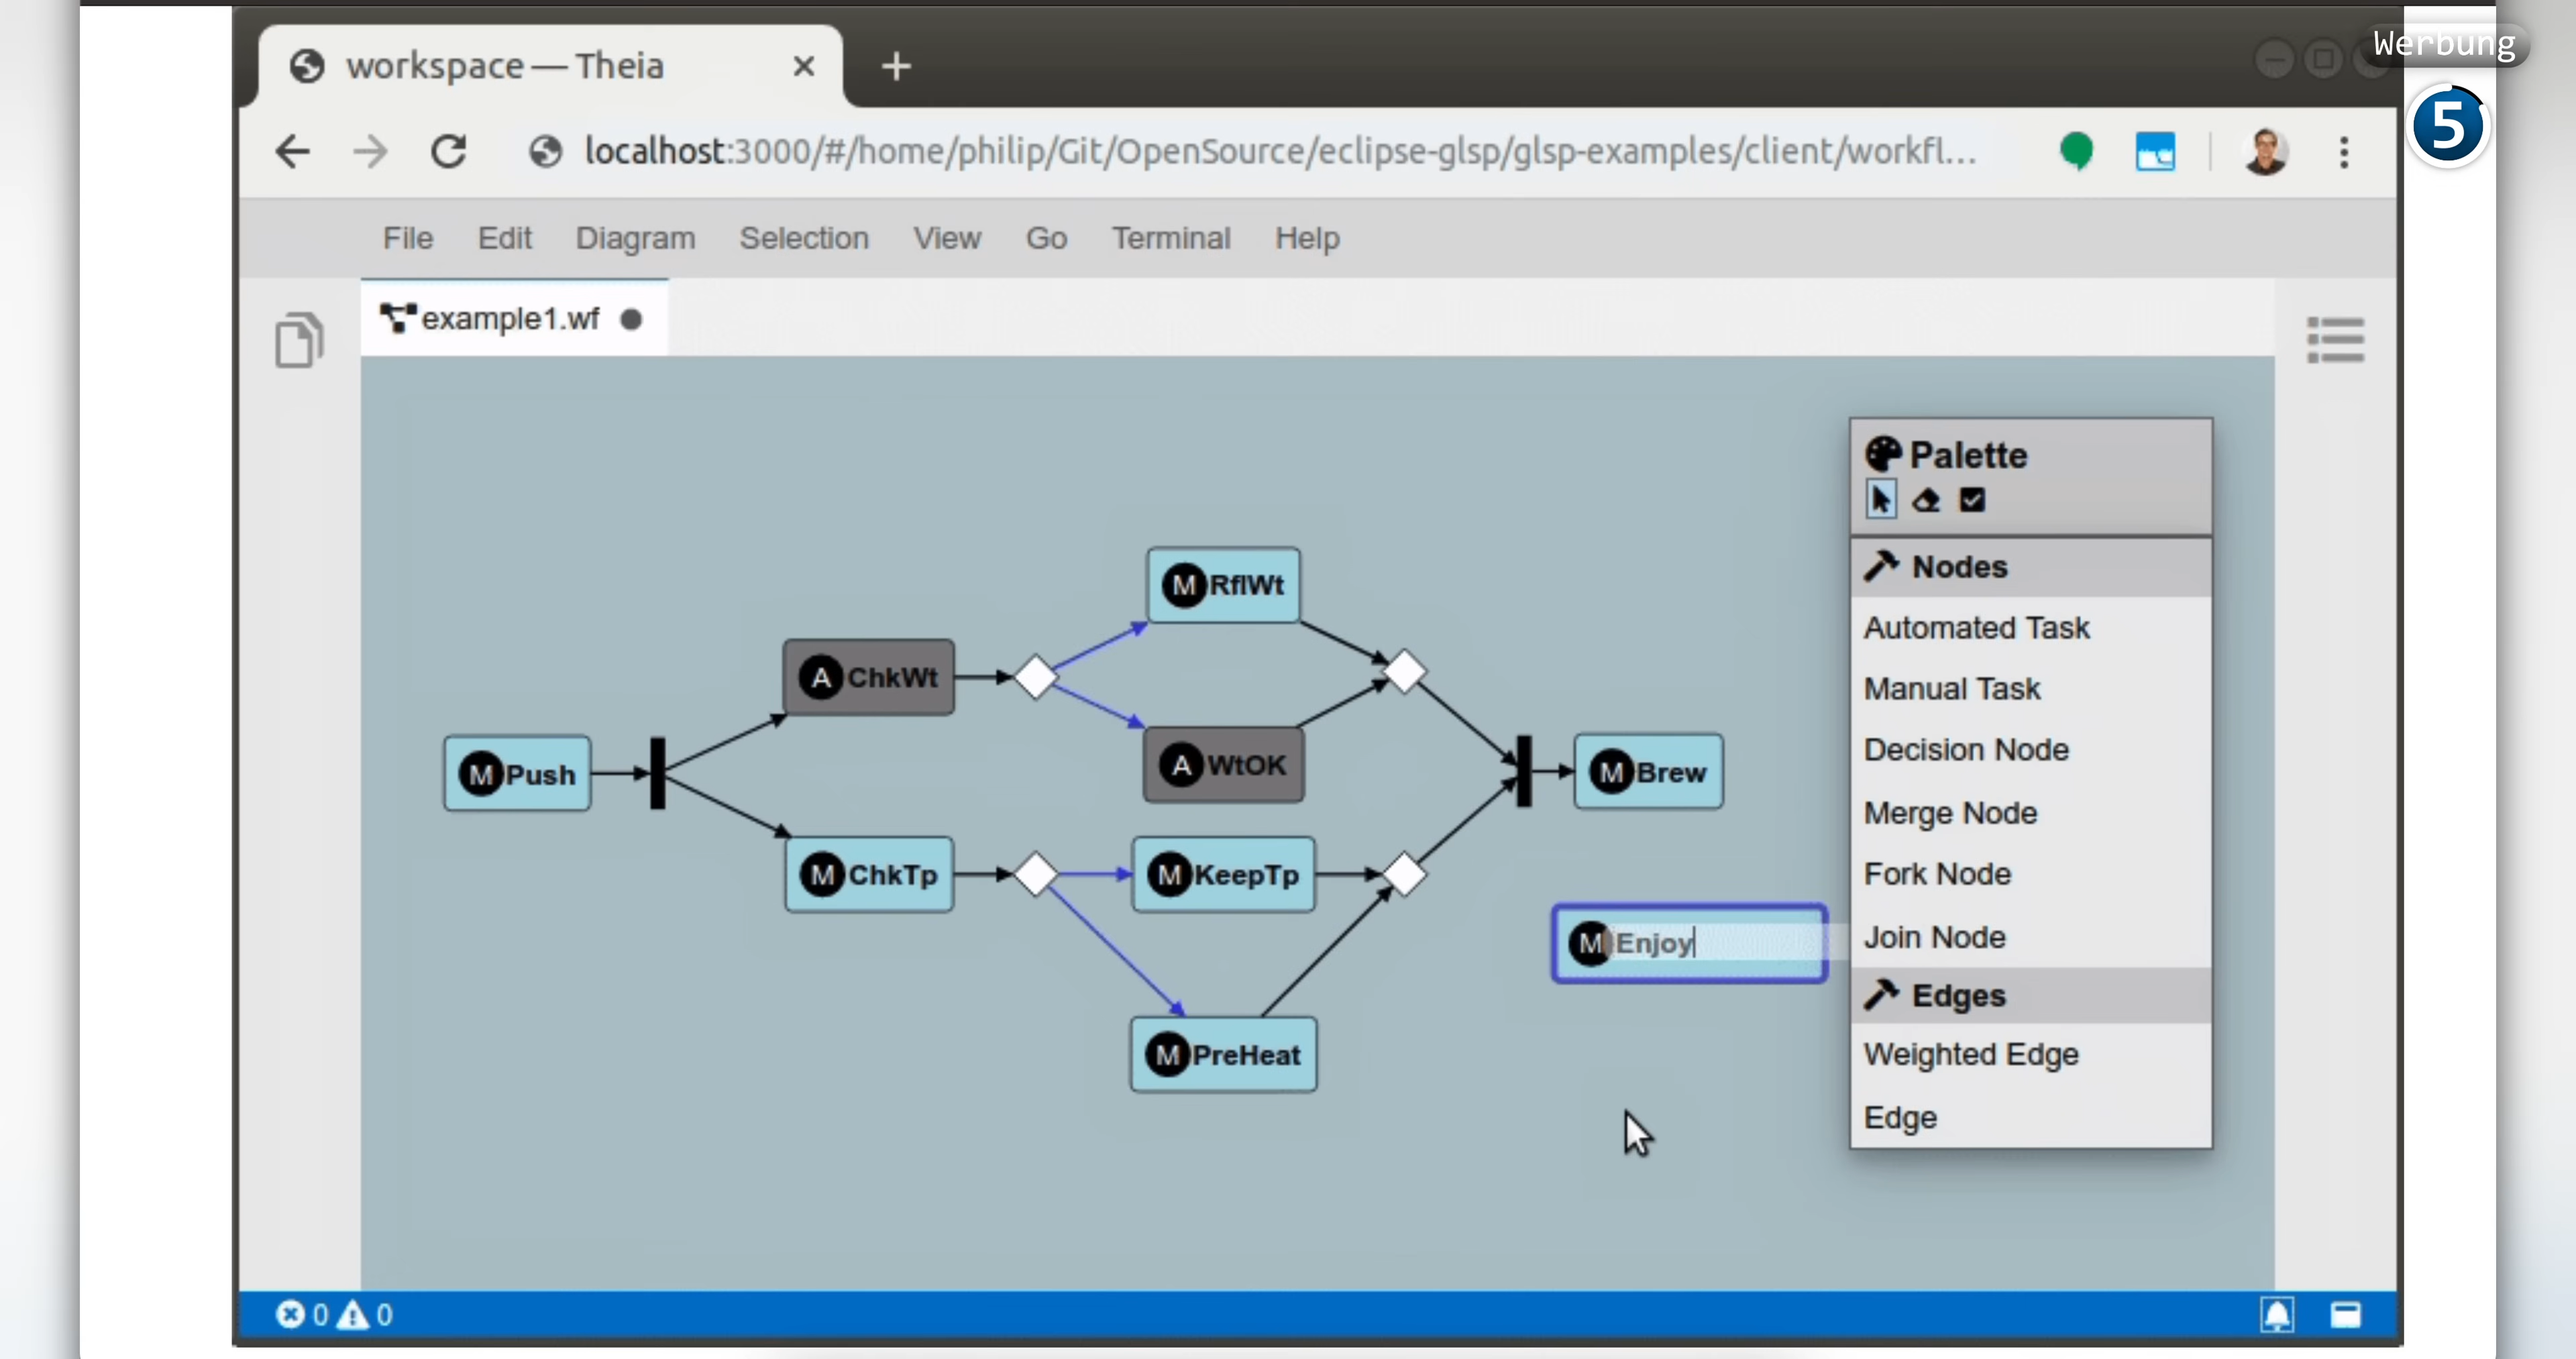 Werbung
5
workspace — Theia
localhost:3000/#/home/philip/Git/OpenSource/eclipse-glsp/glsp-examples/client/workfl...
File Edit Diagram Selection View Go Terminal Help
example1.wf
Palette
Nodes
Automated Task
Manual Task
Decision Node
Merge Node
Fork Node
Join Node
Edges
Weighted Edge
Edge
M RflWt
A ChkWt
M Push
A WtOK
M Brew
M ChkTp
M KeepTp
M Enjoy
M PreHeat
0 0